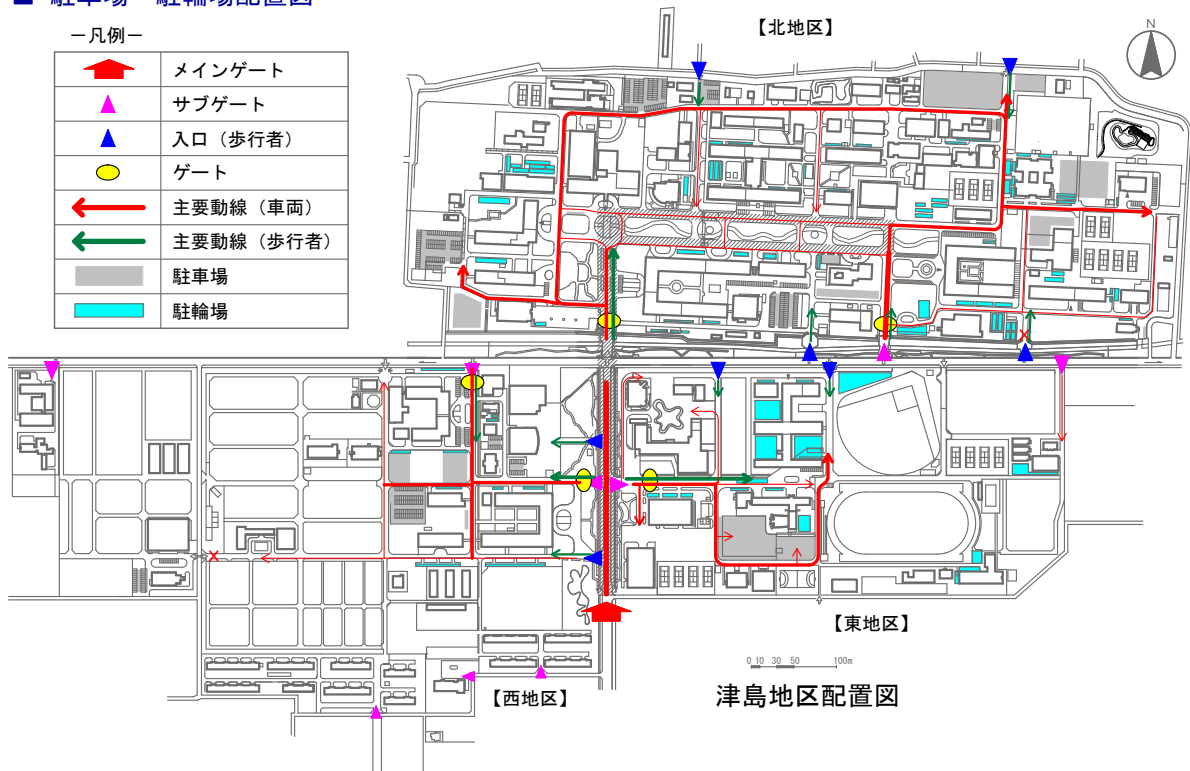 ■ 駐車場・駐輪場配置図
－凡例－
メインゲート
サブゲート
入口（歩行者）
ゲート
主要動線（車両）
主要動線（歩行者）
駐車場
駐輪場
【北地区】
N
【東地区】
0 10 30 50 100m
【西地区】
津島地区配置図